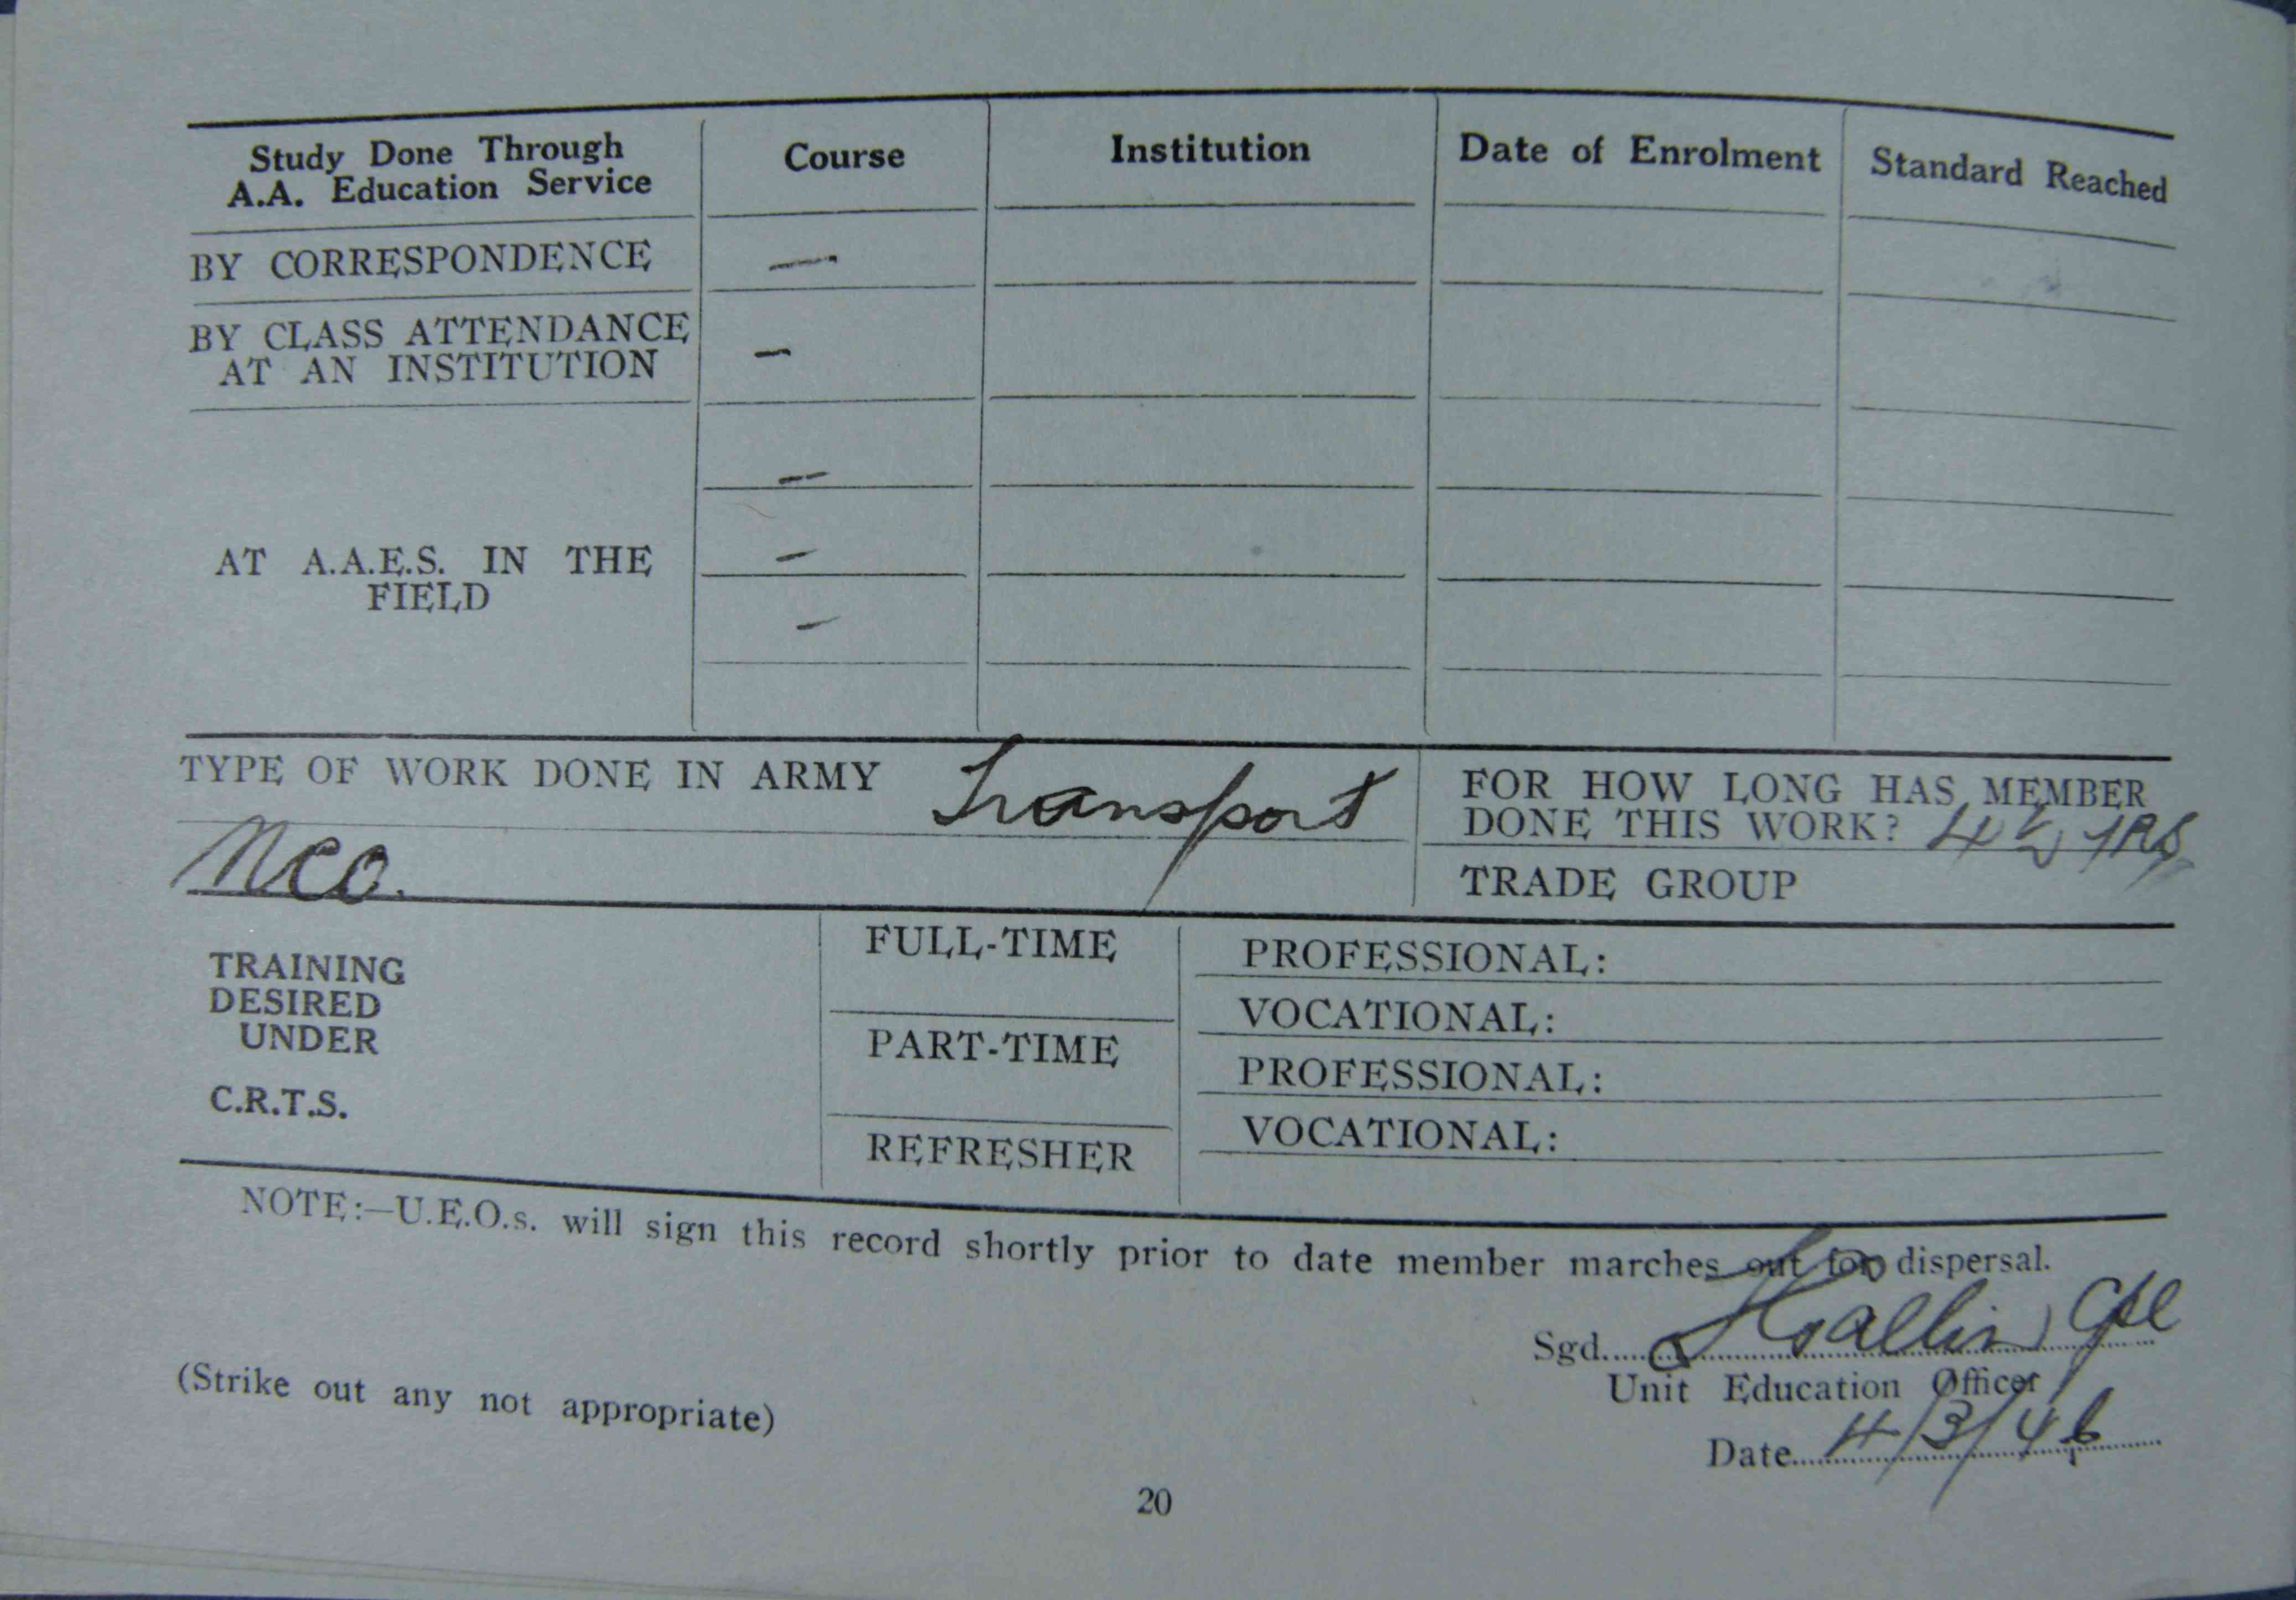 Study Done Through
A.A. Education Service
Course
Institution
Date of Enrolment
Standard Reached
BY CORRESPONDENCE —
BY CLASS ATTENDANCE
AT AN INSTITUTION —
—
AT A.A.E.S. IN THE
FIELD
—
—
TYPE OF WORK DONE IN ARMY Transport
NCO.
FOR HOW LONG HAS MEMBER
DONE THIS WORK? 4½ YRS
TRADE GROUP
TRAINING
DESIRED
UNDER
C.R.T.S.
FULL-TIME
PROFESSIONAL:
VOCATIONAL:
PART-TIME
PROFESSIONAL:
VOCATIONAL:
REFRESHER
NOTE:—U.E.O.s. will sign this record shortly prior to date member marches out for dispersal.
Sgd. Cpl
Unit Education Officer
(Strike out any not appropriate)
Date 4/3/46
20